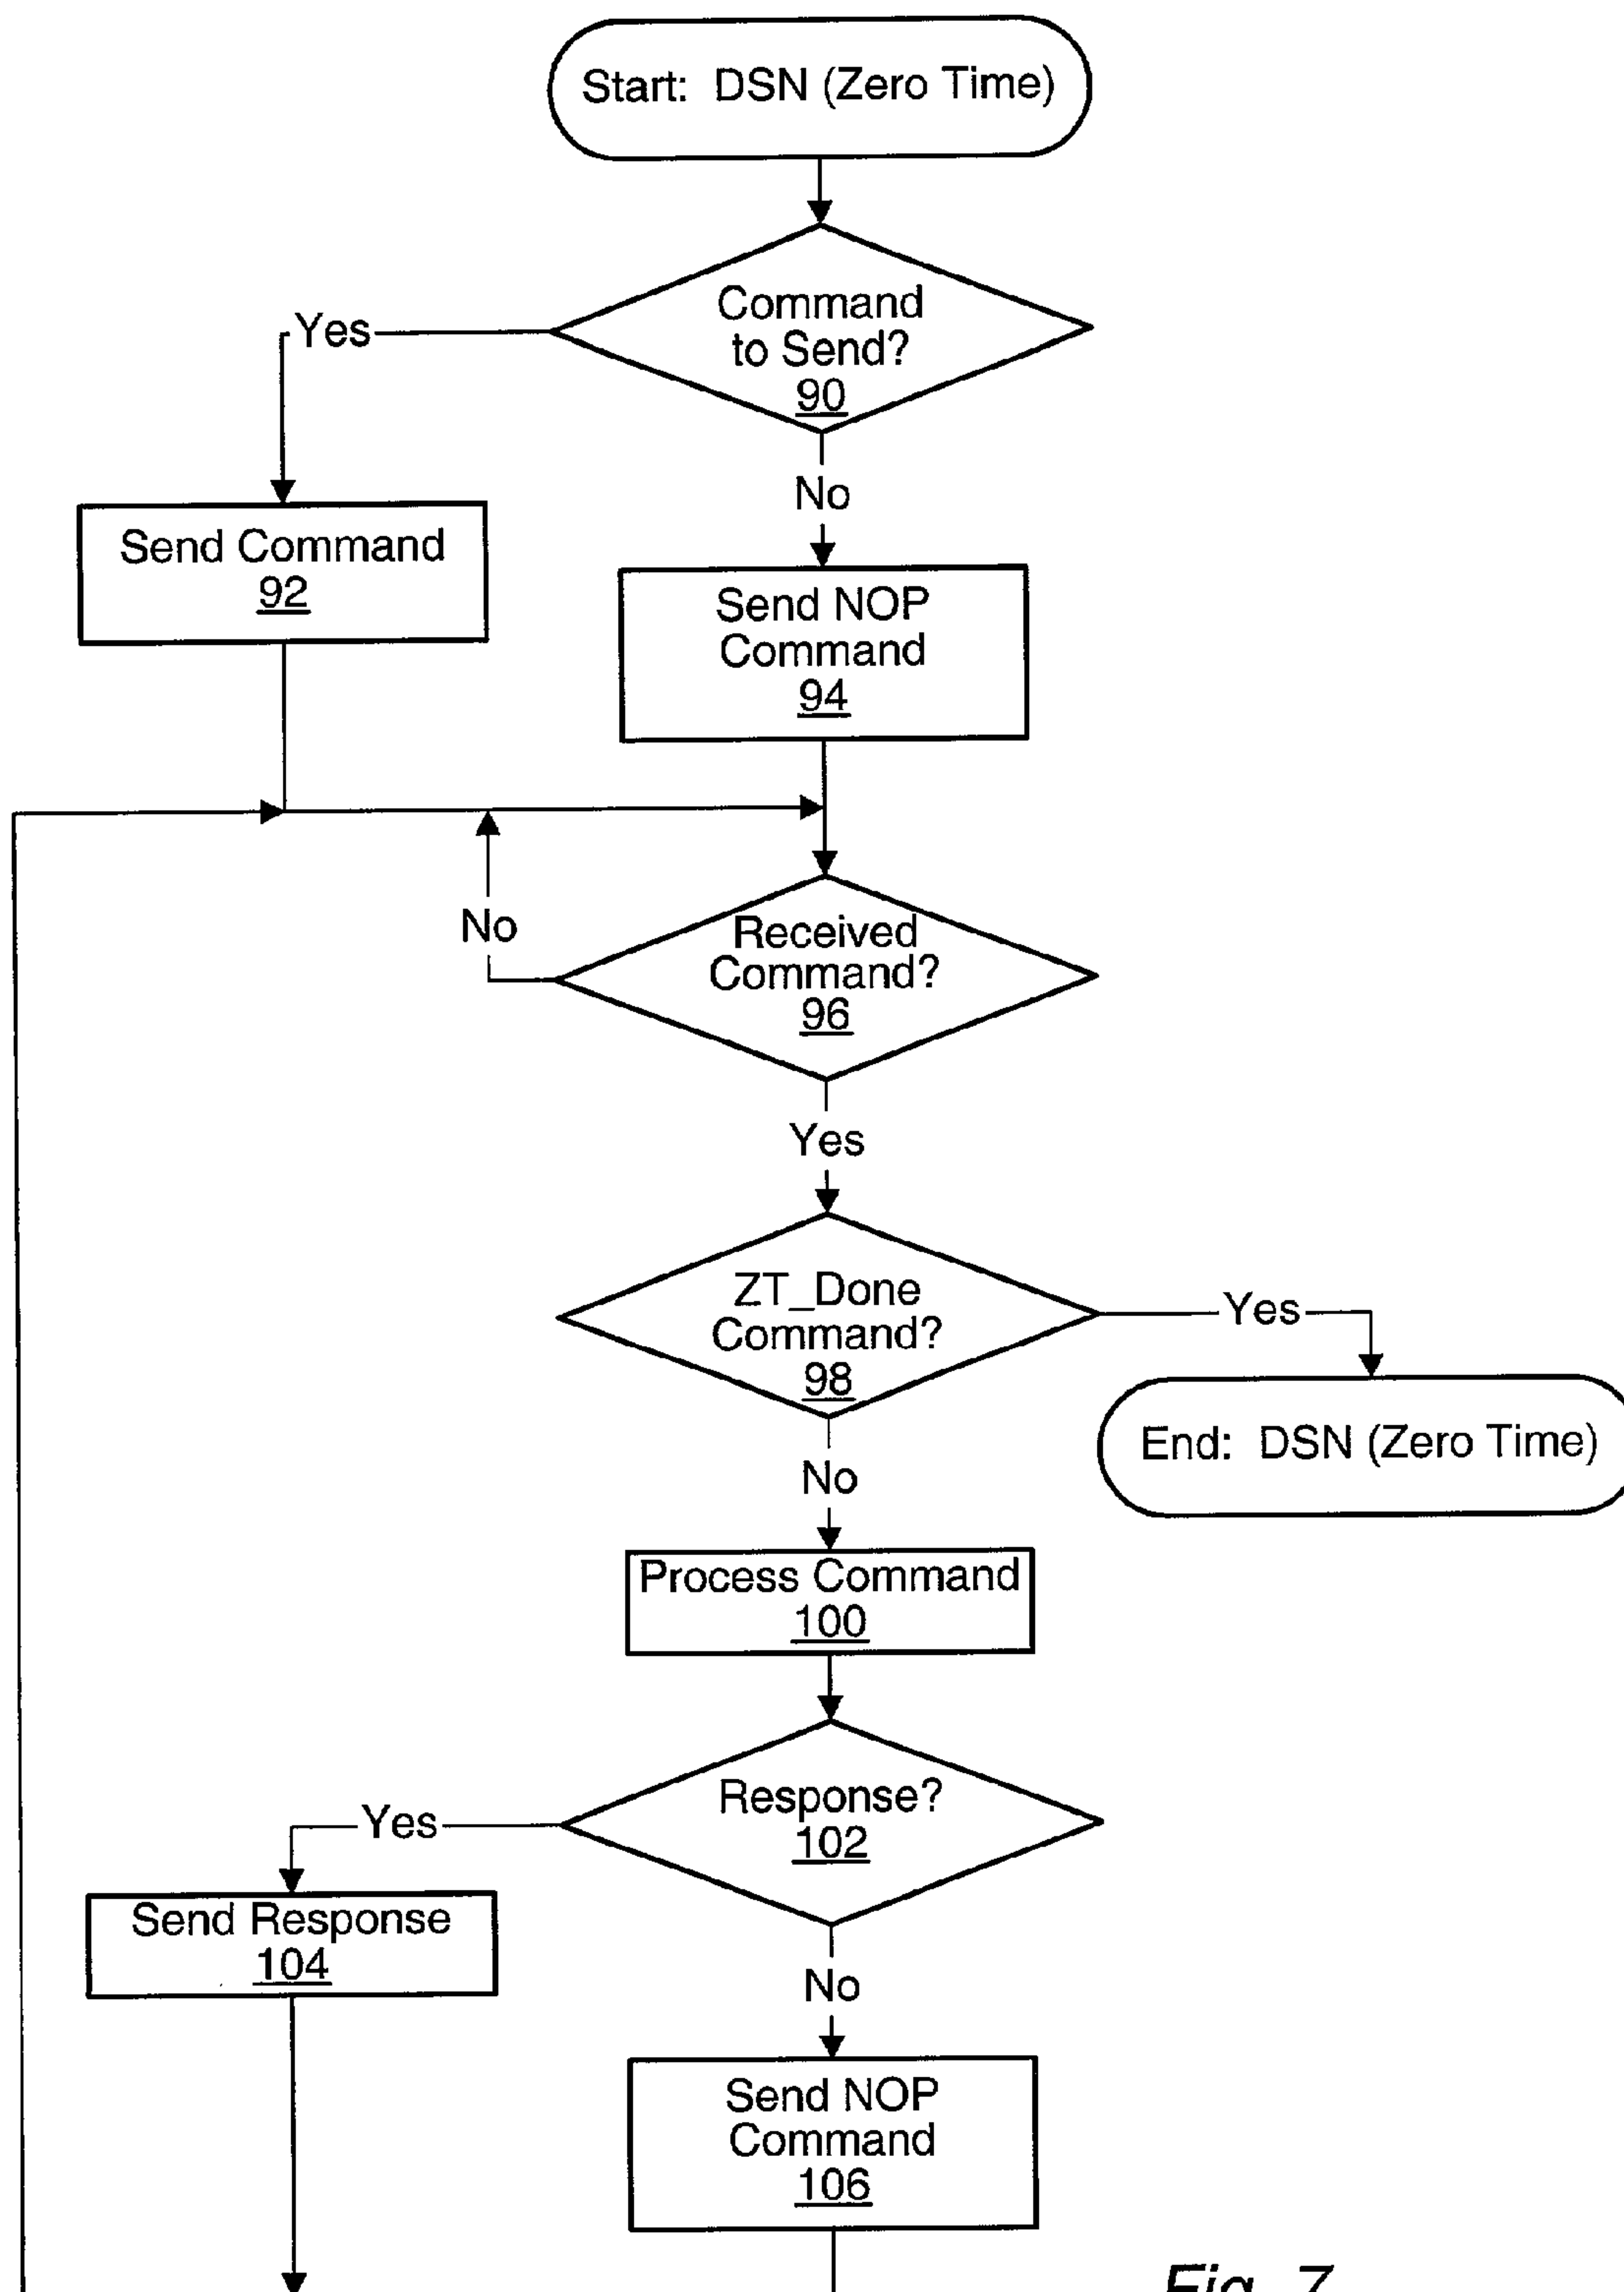 Start: DSN (Zero Time)
Command
to Send?
90
Yes
No
Send Command
92
Send NOP
Command
94
Received
Command?
96
No
Yes
ZT_Done
Command?
98
Yes
End: DSN (Zero Time)
No
Process Command
100
Response?
102
Yes
Send Response
104
No
Send NOP
Command
106
Fig. 7